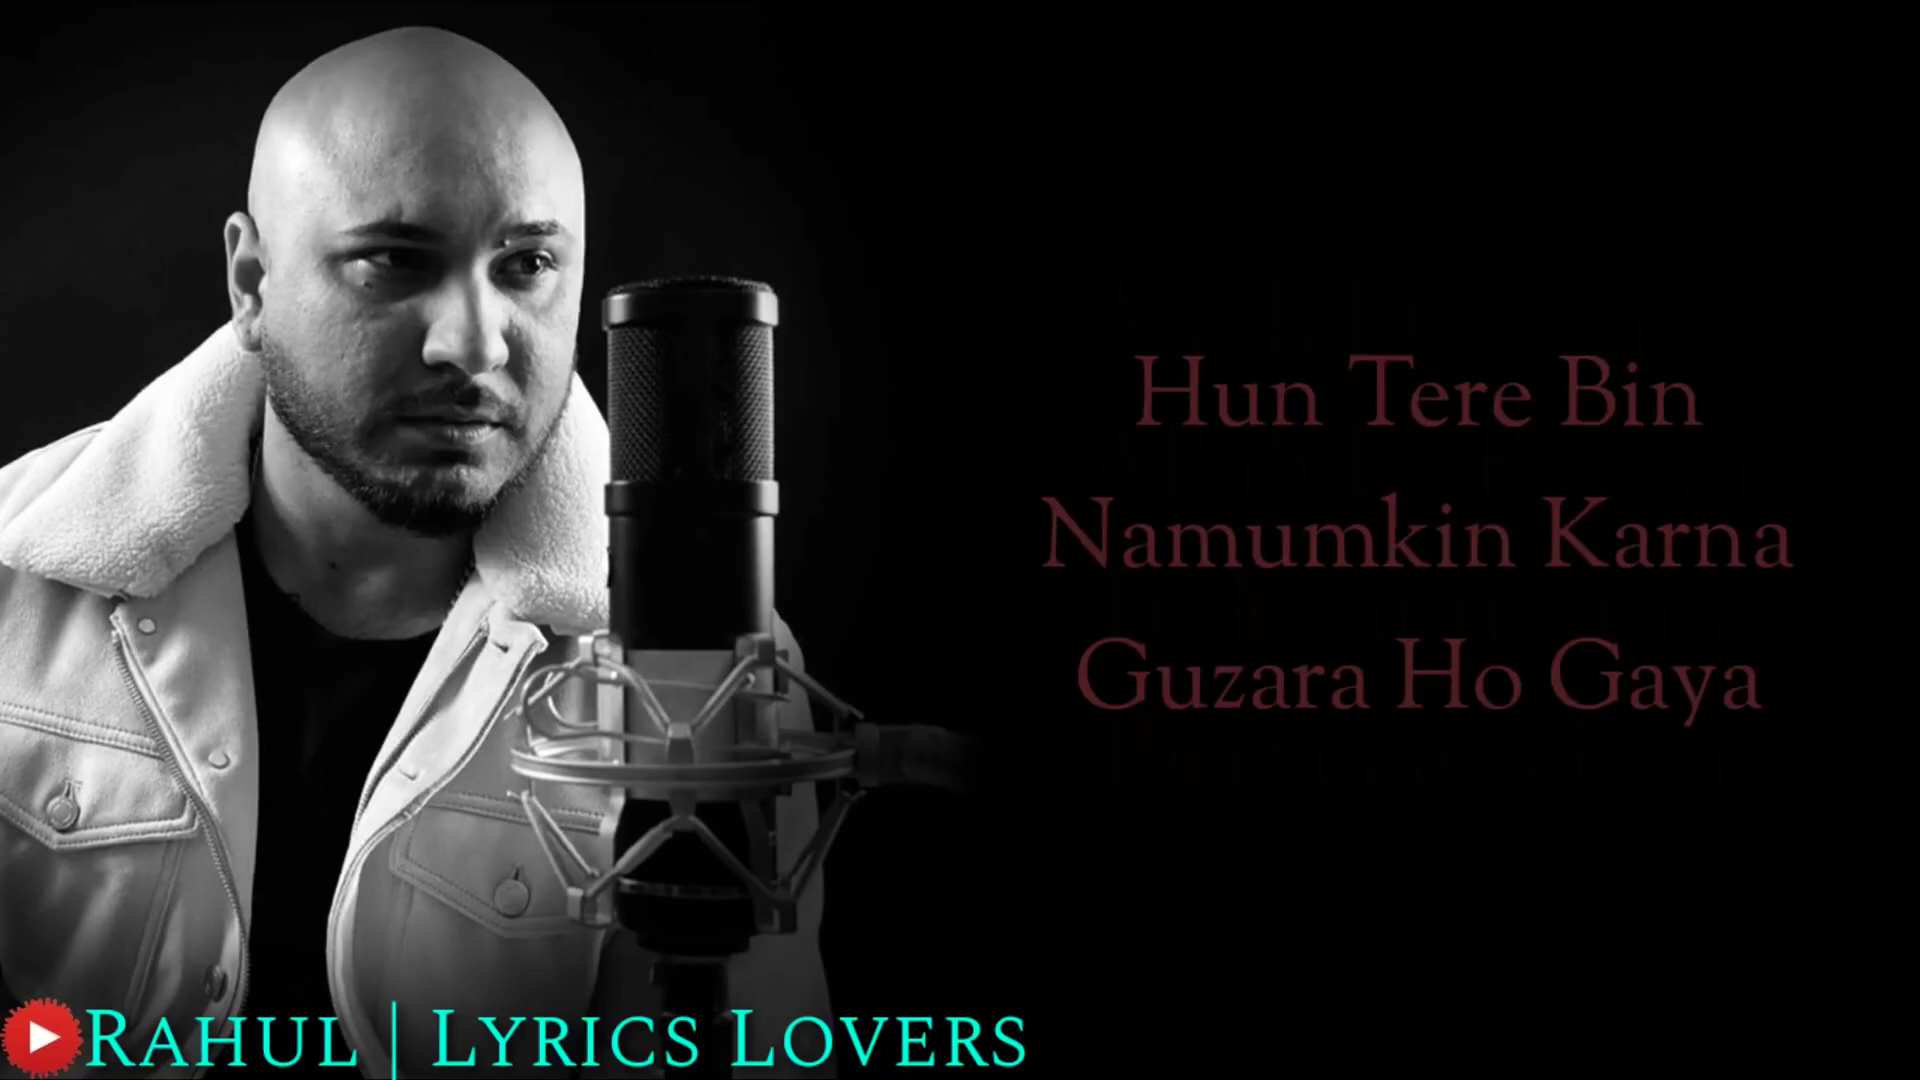 Hun Tere Bin
Namumkin Karna
Guzara Ho Gaya
RAHUL | LYRICS LOVERS